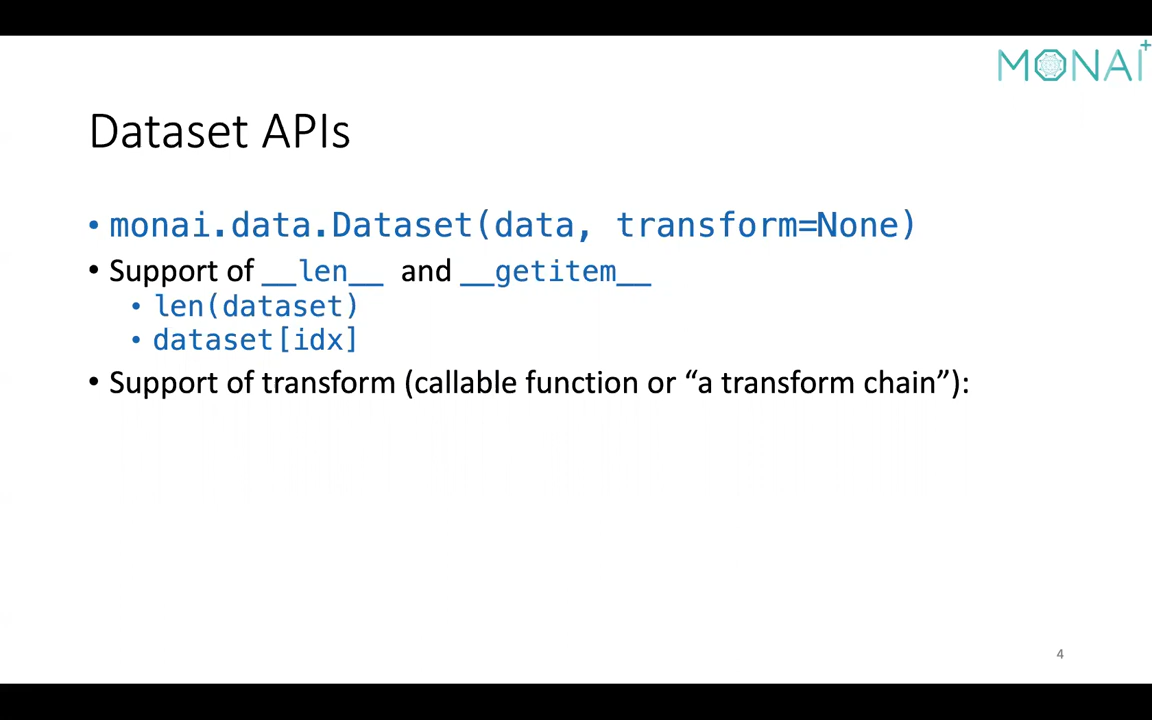 MONAI+
Dataset APIs
• monai.data.Dataset(data, transform=None)
• Support of __len__ and __getitem__
• len(dataset)
• dataset[idx]
• Support of transform (callable function or “a transform chain”):
4